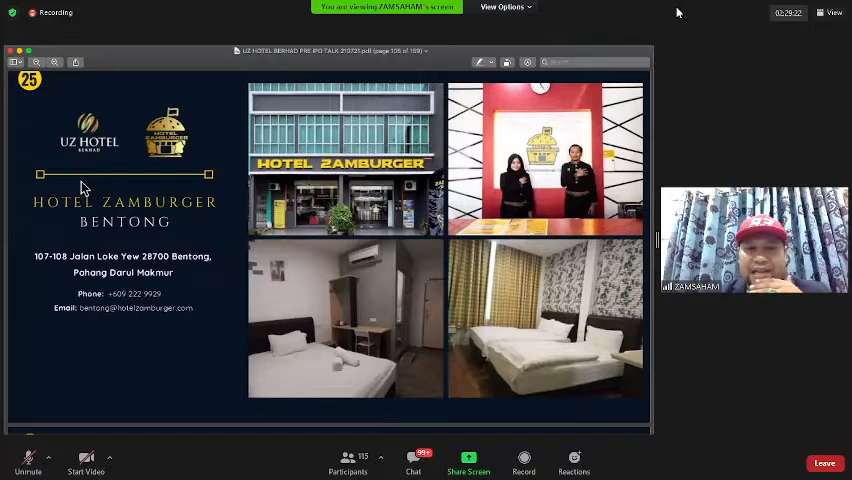 Recording
You are viewing ZAMSAHAM's screen
View Options
02:29:22
View
UZ HOTEL BERHAD PRE IPO TALK 210721.pdf (page 105 of 159)
Search
25
UZ HOTEL
BERHAD
HOTEL
ZAMBURGER
HOTEL ZAMBURGER
BENTONG
107-108 Jalan Loke Yew 28700 Bentong,
Pahang Darul Makmur
Phone: +609 222 9929
Email: bentong@hotelzamburger.com
HOTEL ZAMBURGER
ZAMSAHAM
Unmute
Start Video
115
Participants
99+
Chat
Share Screen
Record
Reactions
Leave